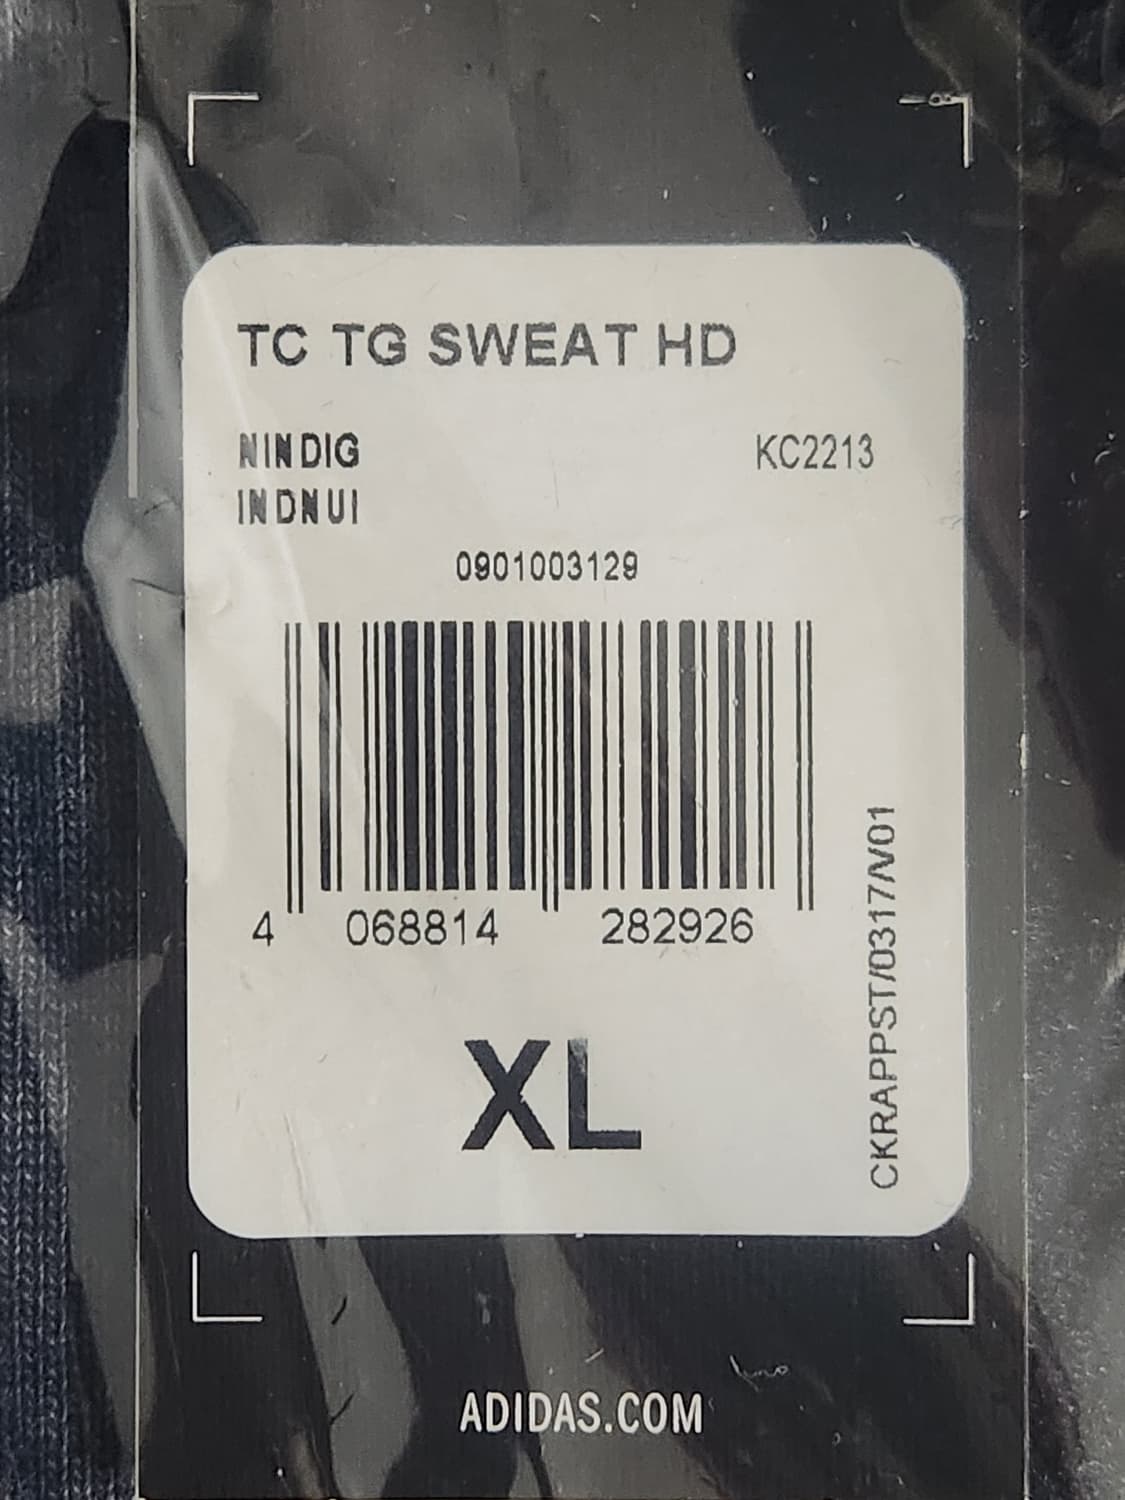 TC TG SWEAT HD
NINDIG KC2213
INDNUI
0901003129
4 068814 282926
CKRAPPST/0317/V01
XL
ADIDAS.COM